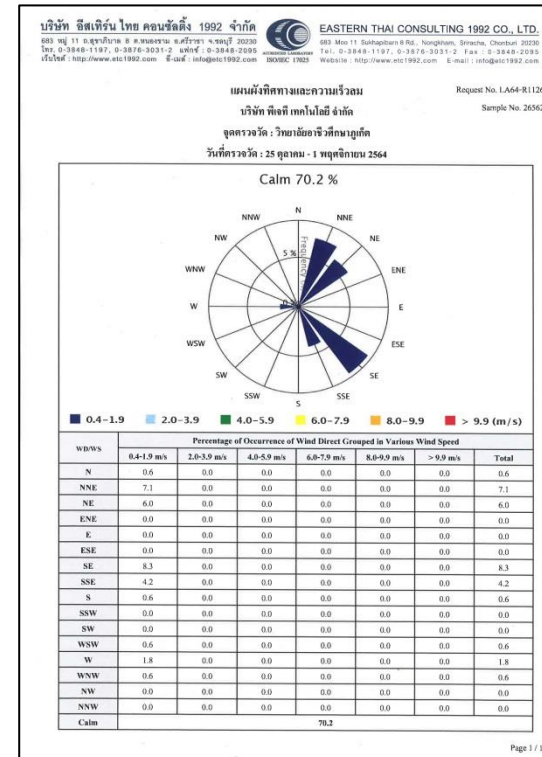 บริษัท อีสเทิร์น ไทย คอนซัลติ้ง 1992 จำกัด
683 หมู่ 11 ถ.สุขาภิบาล 8 ต.หนองขาม อ.ศรีราชา จ.ชลบุรี 20230
โทร. 0-3848-1197, 0-3876-3031-2 แฟกซ์ : 0-3848-2095
เว็บไซต์ : http://www.etc1992.com อี-เมล์ : info@etc1992.com
ACCREDITED LABORATORY
ISO/IEC 17025
EASTERN THAI CONSULTING 1992 CO., LTD.
683 Moo 11 Sukhapibarn 8 Rd., Nongkham, Sriracha, Chonburi 20230
Tel. 0-3848-1197, 0-3876-3031-2 Fax : 0-3848-2095
Website : http://www.etc1992.com E-mail : info@etc1992.com
แผนผังทิศทางและความเร็วลม
Request No. LA64-R1126
บริษัท พีเจที เทคโนโลยี จำกัด
Sample No. 26562
จุดตรวจวัด : วิทยาลัยอาชีวศึกษาภูเก็ต
วันที่ตรวจวัด : 25 ตุลาคม - 1 พฤศจิกายน 2564
Calm 70.2 %
N
NNW NNE
NW NE
WNW ENE
W E
WSW ESE
SW SE
SSW SSE
S
5 %
0 %
Frequency
0.4-1.9 2.0-3.9 4.0-5.9 6.0-7.9 8.0-9.9 > 9.9 (m/s)
WD/WS Percentage of Occurrence of Wind Direct Grouped in Various Wind Speed
0.4-1.9 m/s 2.0-3.9 m/s 4.0-5.9 m/s 6.0-7.9 m/s 8.0-9.9 m/s > 9.9 m/s Total
N 0.6 0.0 0.0 0.0 0.0 0.0 0.6
NNE 7.1 0.0 0.0 0.0 0.0 0.0 7.1
NE 6.0 0.0 0.0 0.0 0.0 0.0 6.0
ENE 0.0 0.0 0.0 0.0 0.0 0.0 0.0
E 0.0 0.0 0.0 0.0 0.0 0.0 0.0
ESE 0.0 0.0 0.0 0.0 0.0 0.0 0.0
SE 8.3 0.0 0.0 0.0 0.0 0.0 8.3
SSE 4.2 0.0 0.0 0.0 0.0 0.0 4.2
S 0.6 0.0 0.0 0.0 0.0 0.0 0.6
SSW 0.0 0.0 0.0 0.0 0.0 0.0 0.0
SW 0.0 0.0 0.0 0.0 0.0 0.0 0.0
WSW 0.6 0.0 0.0 0.0 0.0 0.0 0.6
W 1.8 0.0 0.0 0.0 0.0 0.0 1.8
WNW 0.6 0.0 0.0 0.0 0.0 0.0 0.6
NW 0.0 0.0 0.0 0.0 0.0 0.0 0.0
NNW 0.0 0.0 0.0 0.0 0.0 0.0 0.0
Calm 70.2
Page 1 / 1